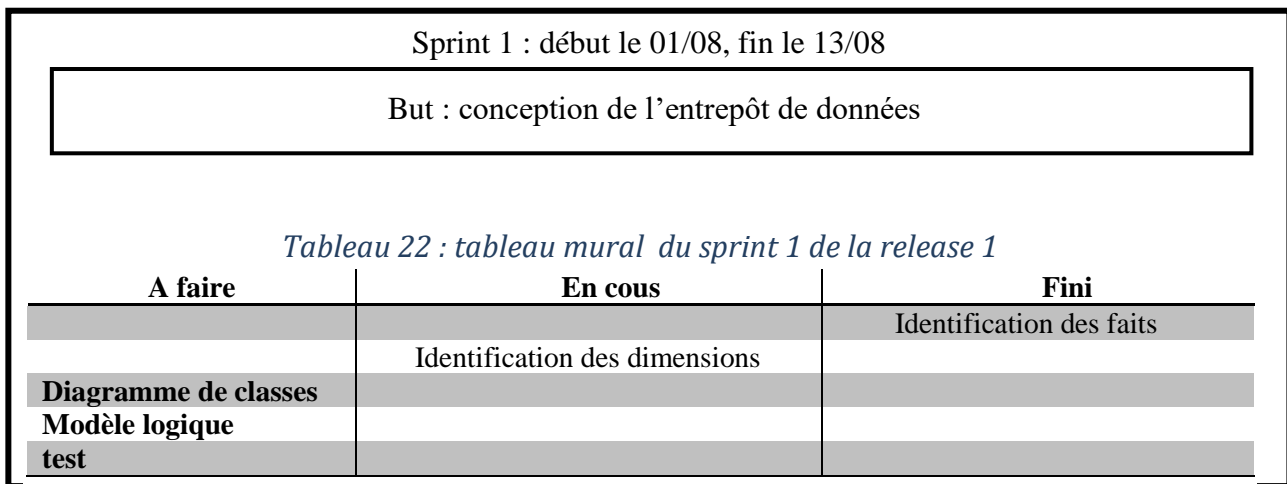 Sprint 1 : début le 01/08, fin le 13/08
But : conception de l’entrepôt de données
Tableau 22 : tableau mural du sprint 1 de la release 1
A faire En cous Fini
Identification des faits
Identification des dimensions
Diagramme de classes
Modèle logique
test